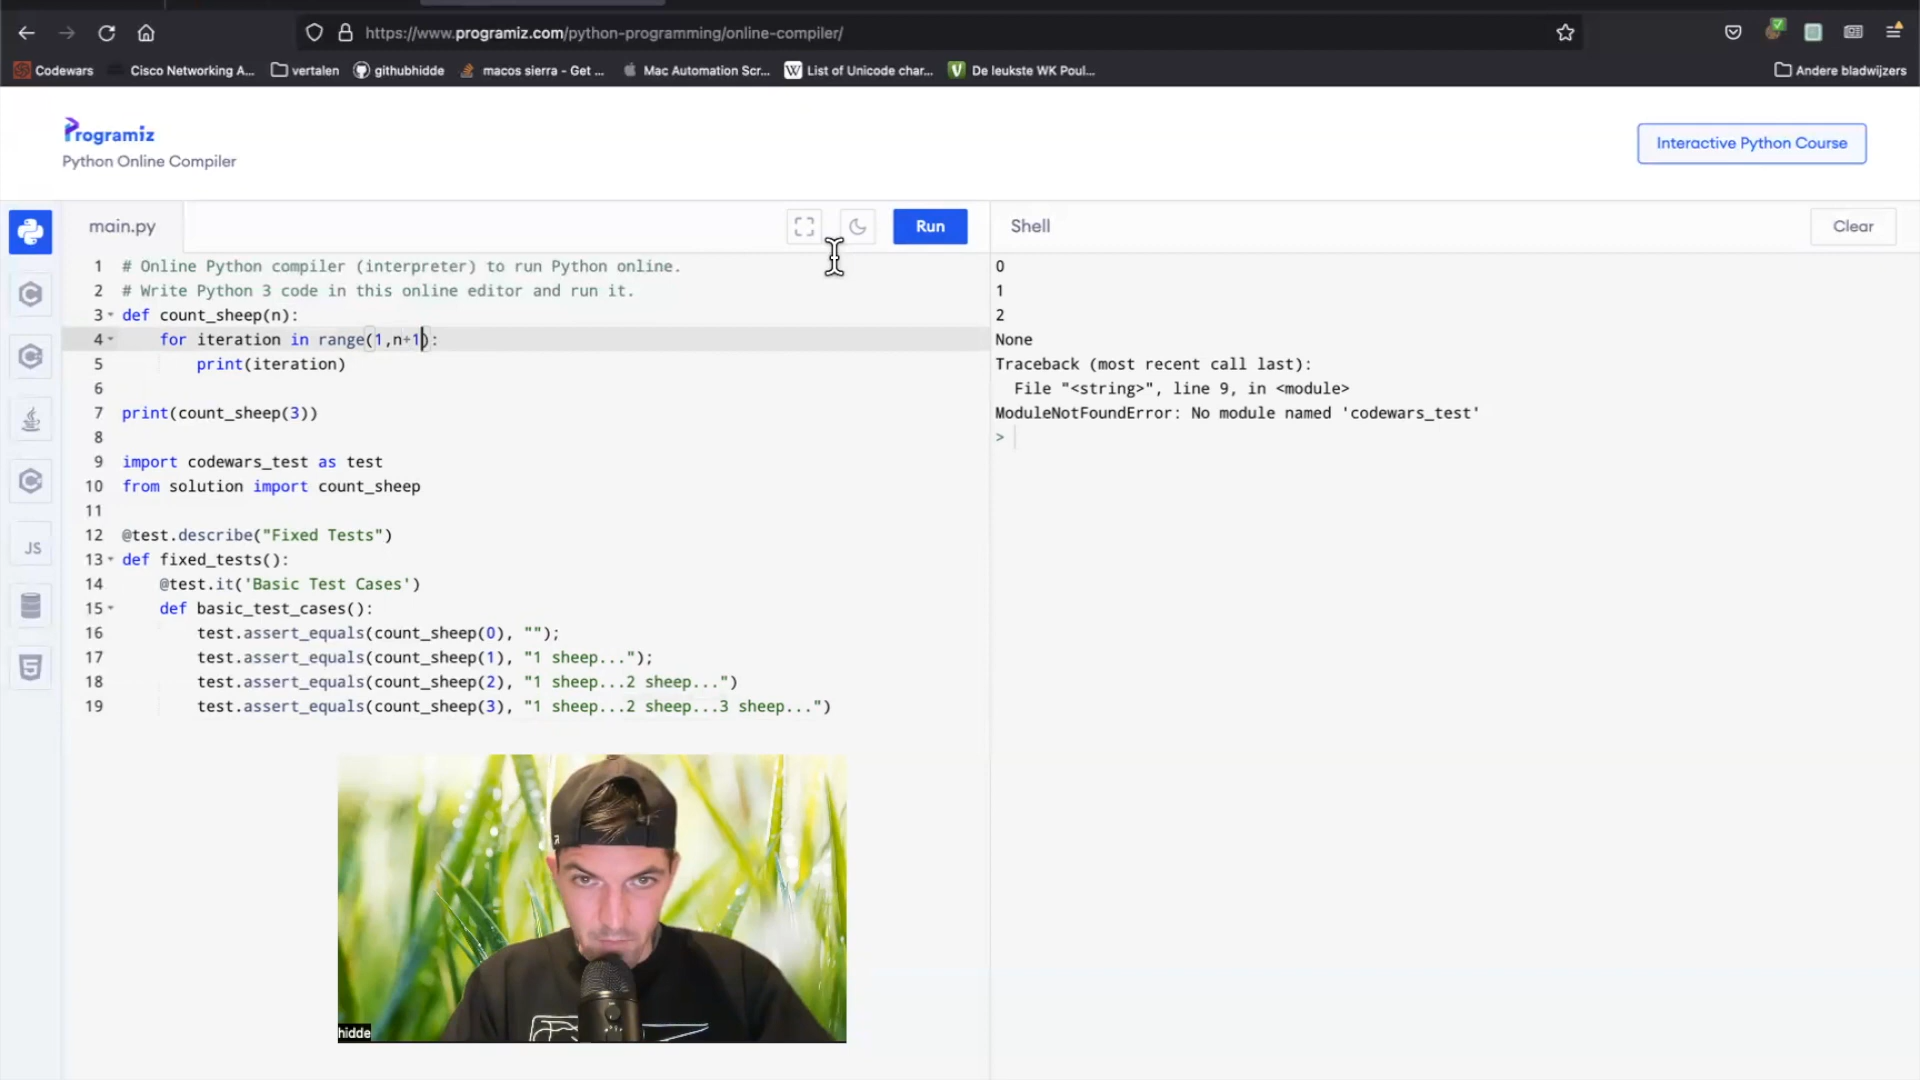 https://www.programiz.com/python-programming/online-compiler/
Codewars
Cisco Networking A...
vertalen
githubhidde
macos sierra - Get ...
Mac Automation Scr...
W
List of Unicode char...
V
De leukste WK Poul...
Andere bladwijzers
Programiz
Python Online Compiler
Interactive Python Course
main.py
Run
Shell
Clear
1 # Online Python compiler (interpreter) to run Python online.
2 # Write Python 3 code in this online editor and run it.
3 def count_sheep(n):
4 for iteration in range(1,n+1):
5 print(iteration)
6
7 print(count_sheep(3))
8
9 import codewars_test as test
10 from solution import count_sheep
11
12 @test.describe("Fixed Tests")
13 def fixed_tests():
14 @test.it('Basic Test Cases')
15 def basic_test_cases():
16 test.assert_equals(count_sheep(0), "");
17 test.assert_equals(count_sheep(1), "1 sheep...");
18 test.assert_equals(count_sheep(2), "1 sheep...2 sheep...")
19 test.assert_equals(count_sheep(3), "1 sheep...2 sheep...3 sheep...")
0
1
2
None
Traceback (most recent call last):
File "<string>", line 9, in <module>
ModuleNotFoundError: No module named 'codewars_test'
>
JS
5
hidde